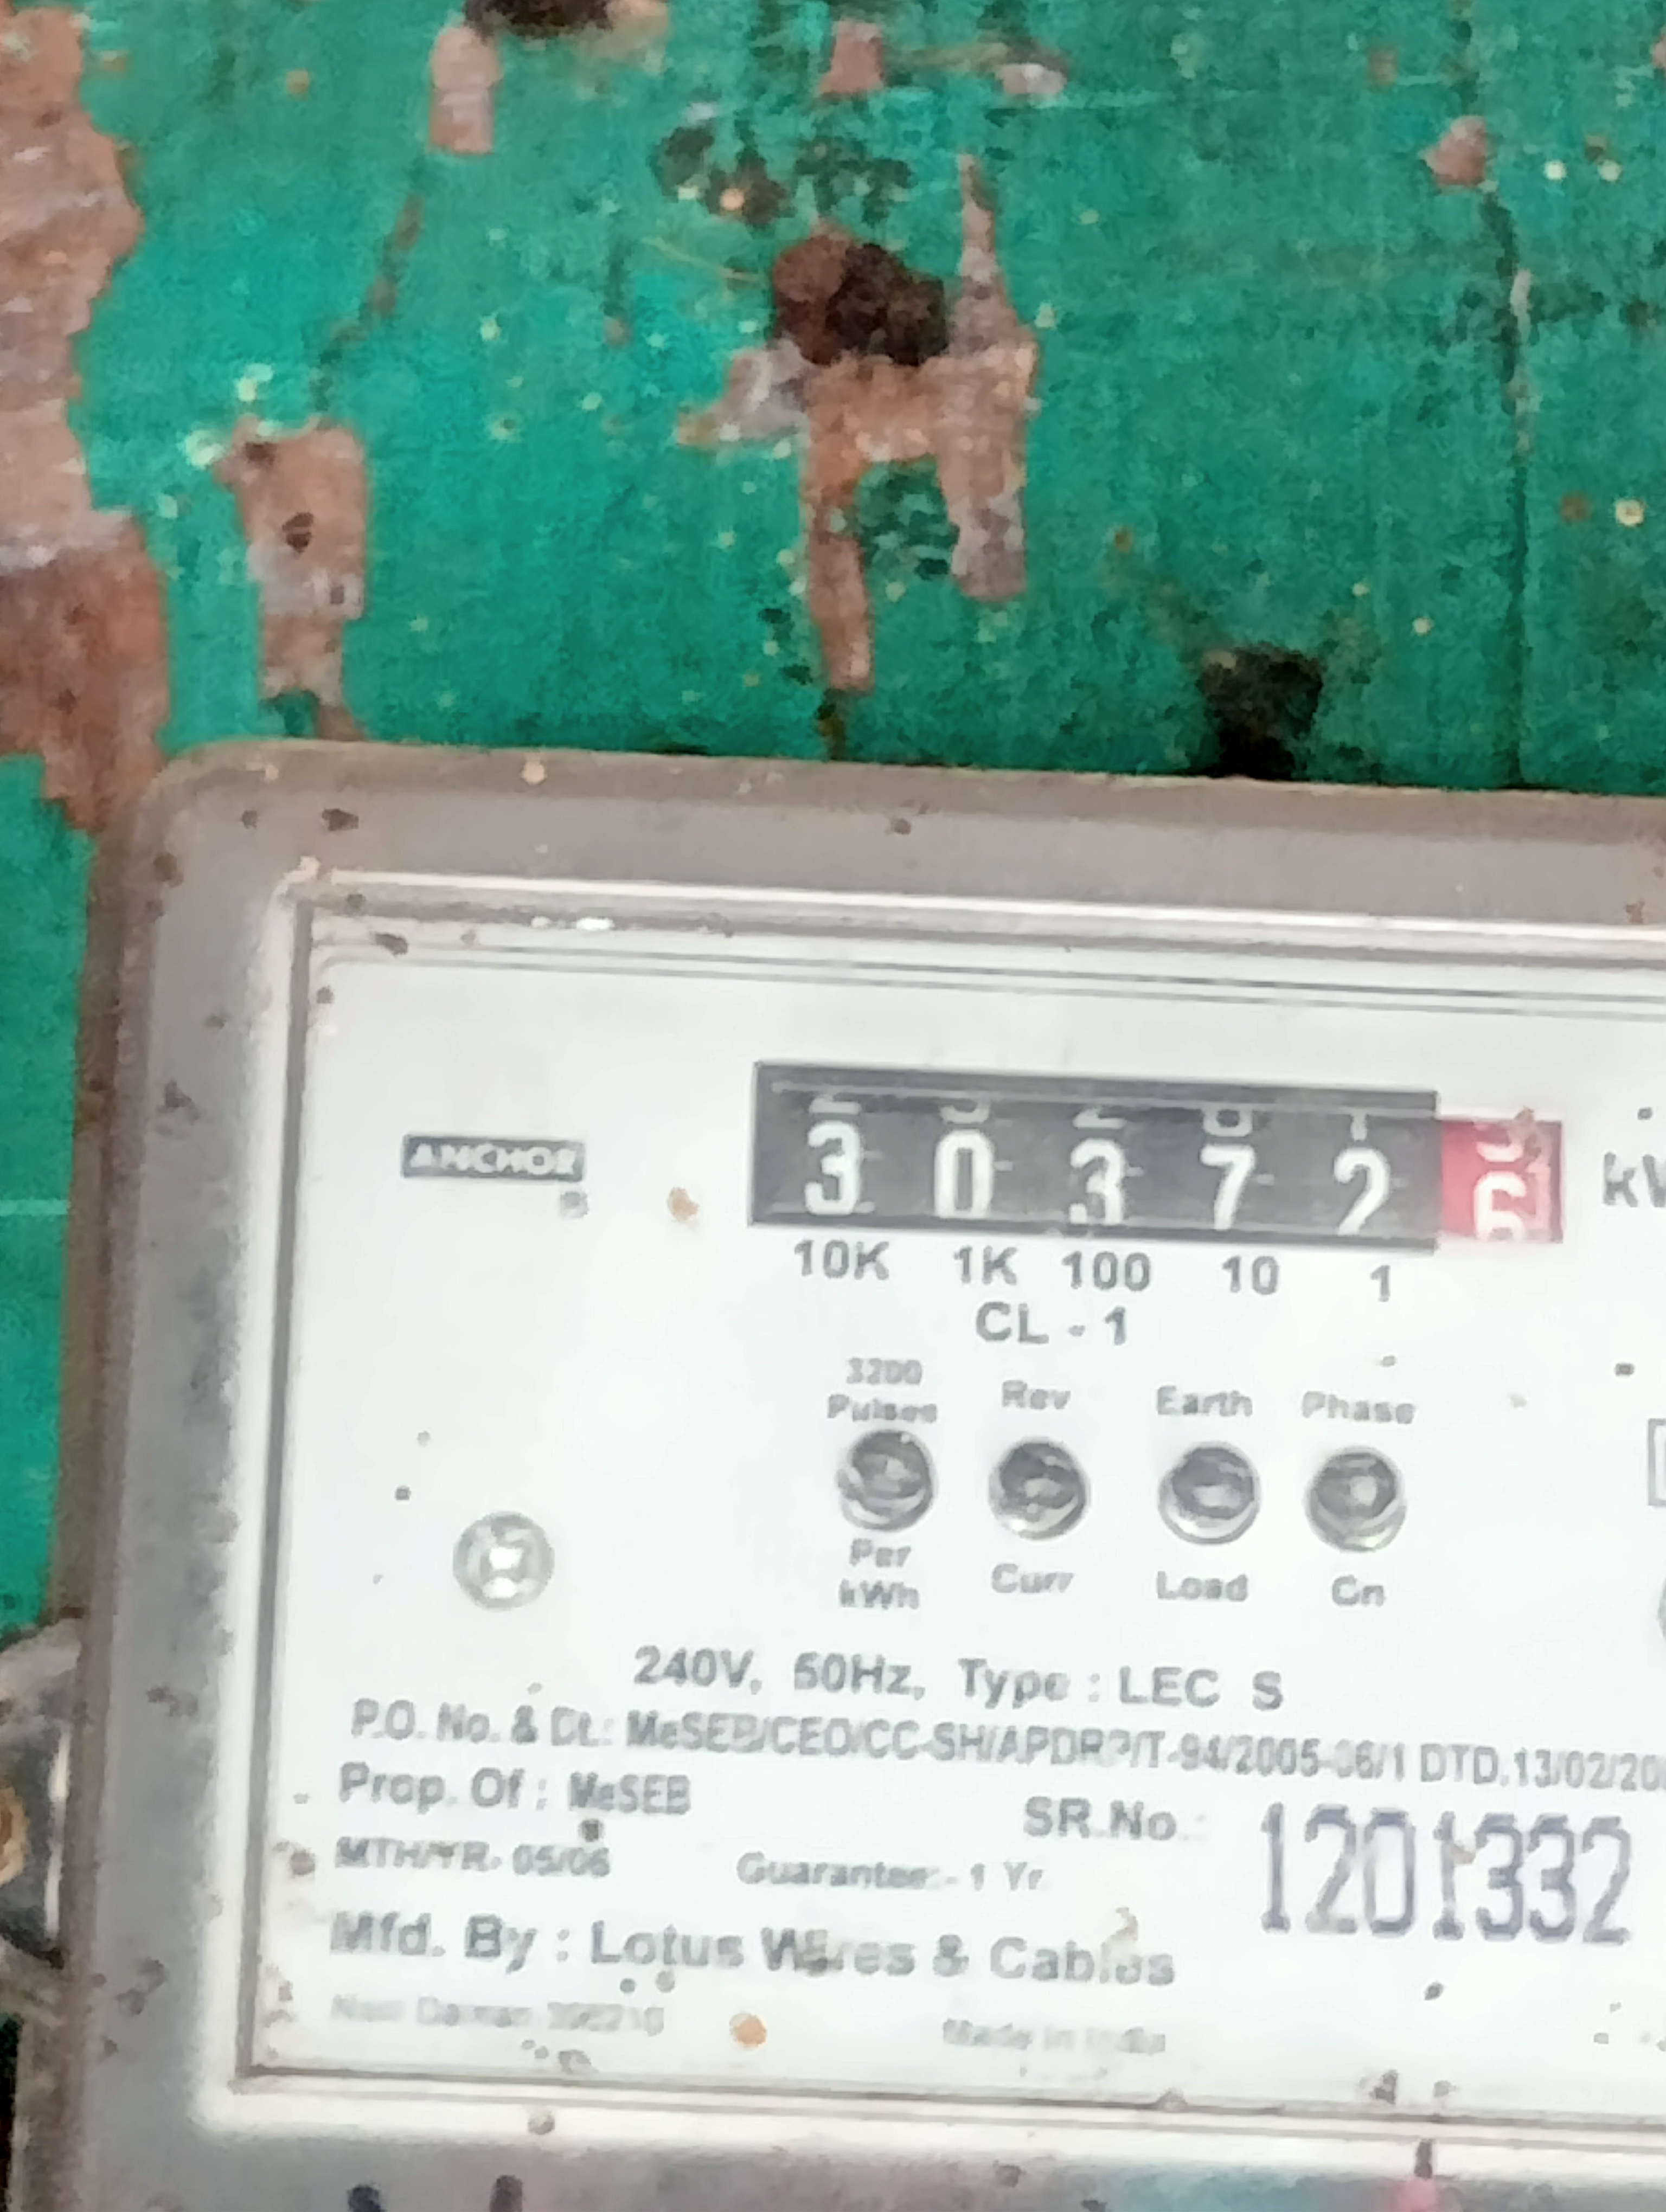 ANCHOR
3 0 3 7 2 6
10K 1K 100 10 1
CL - 1
3200 Rev Earth Phase
Pulses
Per Curr Load Cn
kWh
240V, 50Hz, Type : LEC S
P.O. No. & Dt.: MeSEB/CEO/CC-SH/APDRP/T-94/2005-06/1 DTD.13/02/20
Prop. Of : MeSEB
SR.No. 1201332
MTH/YR- 05/06 Guarantee:- 1 Yr
Mfd. By : Lotus Wires & Cables
Made in India